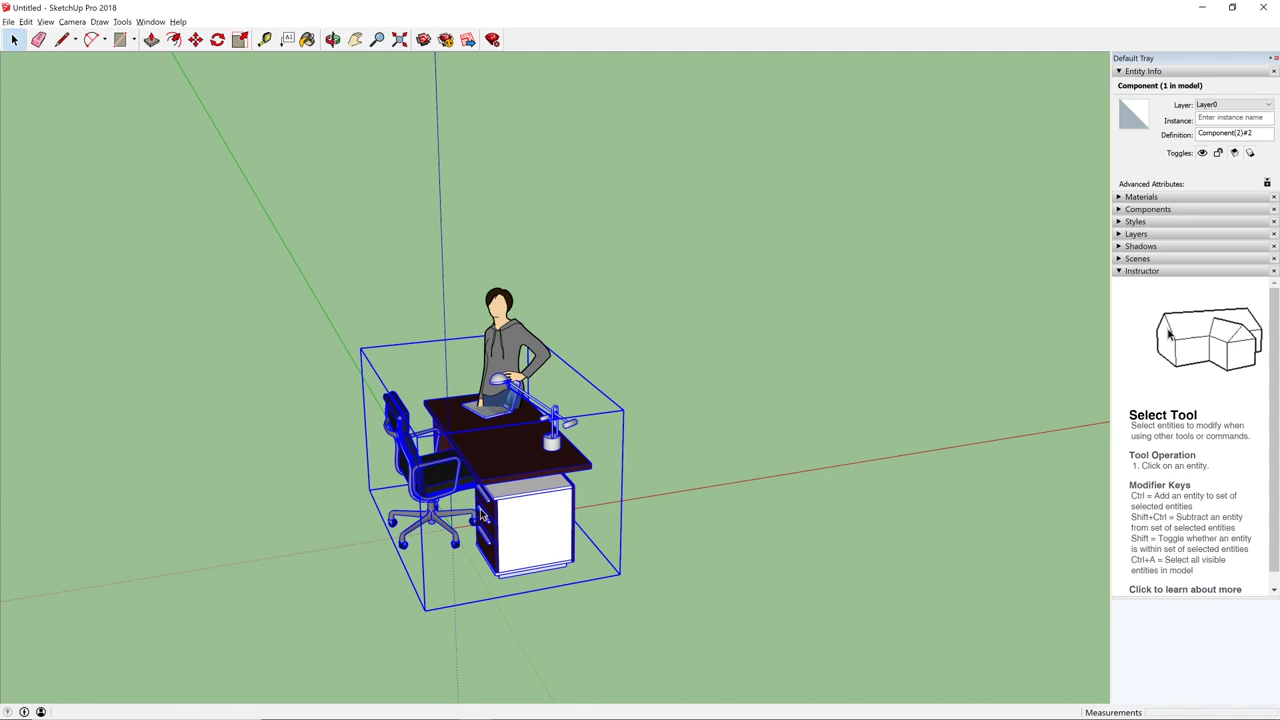 Untitled - SketchUp Pro 2018
File Edit View Camera Draw Tools Window Help
A1
Default Tray
Entity Info
Component (1 in model)
Layer: Layer0
Instance: Enter instance name
Definition: Component(2)#2
Toggles:
Advanced Attributes:
Materials
Components
Styles
Layers
Shadows
Scenes
Instructor
Select Tool
Select entities to modify when
using other tools or commands.
Tool Operation
1. Click on an entity.
Modifier Keys
Ctrl = Add an entity to set of
selected entities
Shift+Ctrl = Subtract an entity
from set of selected entities
Shift = Toggle whether an entity
is within set of selected entities
Ctrl+A = Select all visible
entities in model
Click to learn about more
Measurements